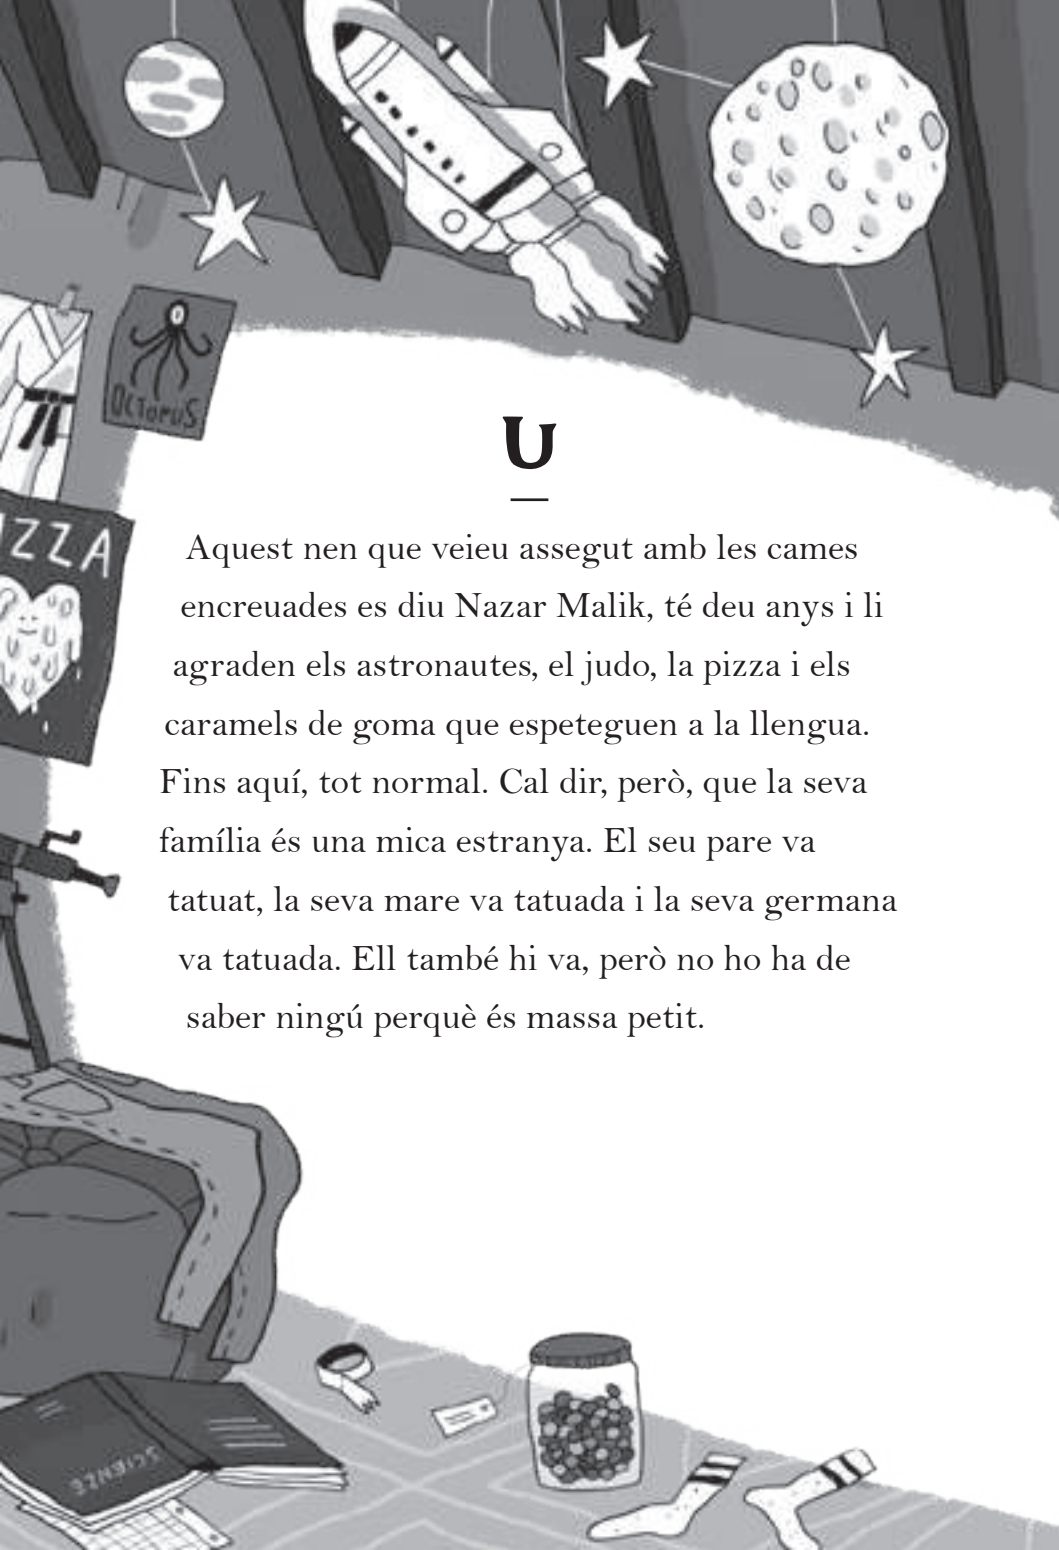 OCTOPUS
IZZA
U
Aquest nen que veieu assegut amb les cames
encreuades es diu Nazar Malik, té deu anys i li
agraden els astronautes, el judo, la pizza i els
caramels de goma que espeteguen a la llengua.
Fins aquí, tot normal. Cal dir, però, que la seva
família és una mica estranya. El seu pare va
tatuat, la seva mare va tatuada i la seva germana
va tatuada. Ell també hi va, però no ho ha de
saber ningú perquè és massa petit.
SCIENZE